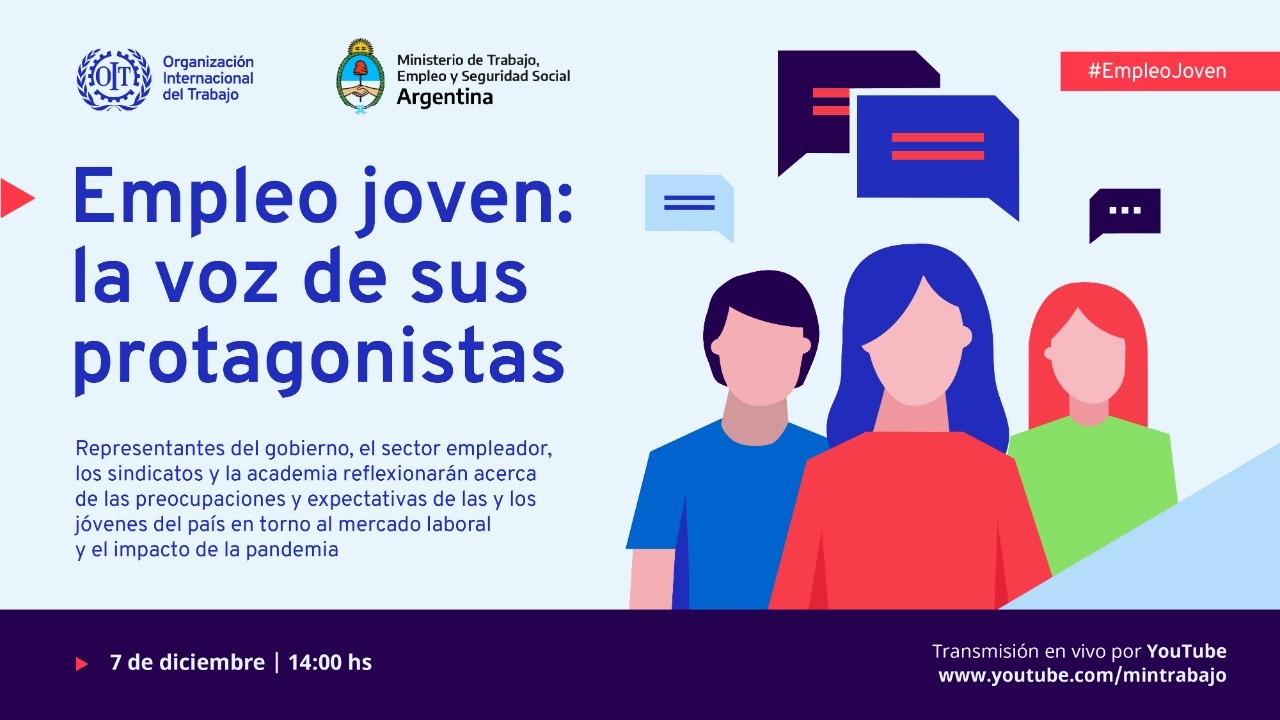 OIT
Organización
Internacional
del Trabajo
Ministerio de Trabajo,
Empleo y Seguridad Social
Argentina
#EmpleoJoven
Empleo joven:
la voz de sus
protagonistas
Representantes del gobierno, el sector empleador,
los sindicatos y la academia reflexionarán acerca
de las preocupaciones y expectativas de las y los
jóvenes del país en torno al mercado laboral
y el impacto de la pandemia
7 de diciembre | 14:00 hs
Transmisión en vivo por YouTube
www.youtube.com/mintrabajo